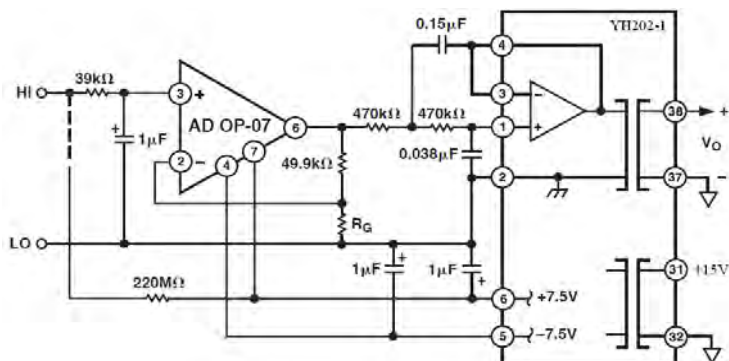 0.15µF
YH202-1
4
39kΩ
HI
3
+
AD OP-07
6
470kΩ
470kΩ
3
−
1
+
38
+
V₀
+
1µF
2
−
4
7
49.9kΩ
0.038µF
2
37
−
R_G
LO
1µF
+
1µF
+
31
+15V
220MΩ
6
+7.5V
5
−7.5V
32